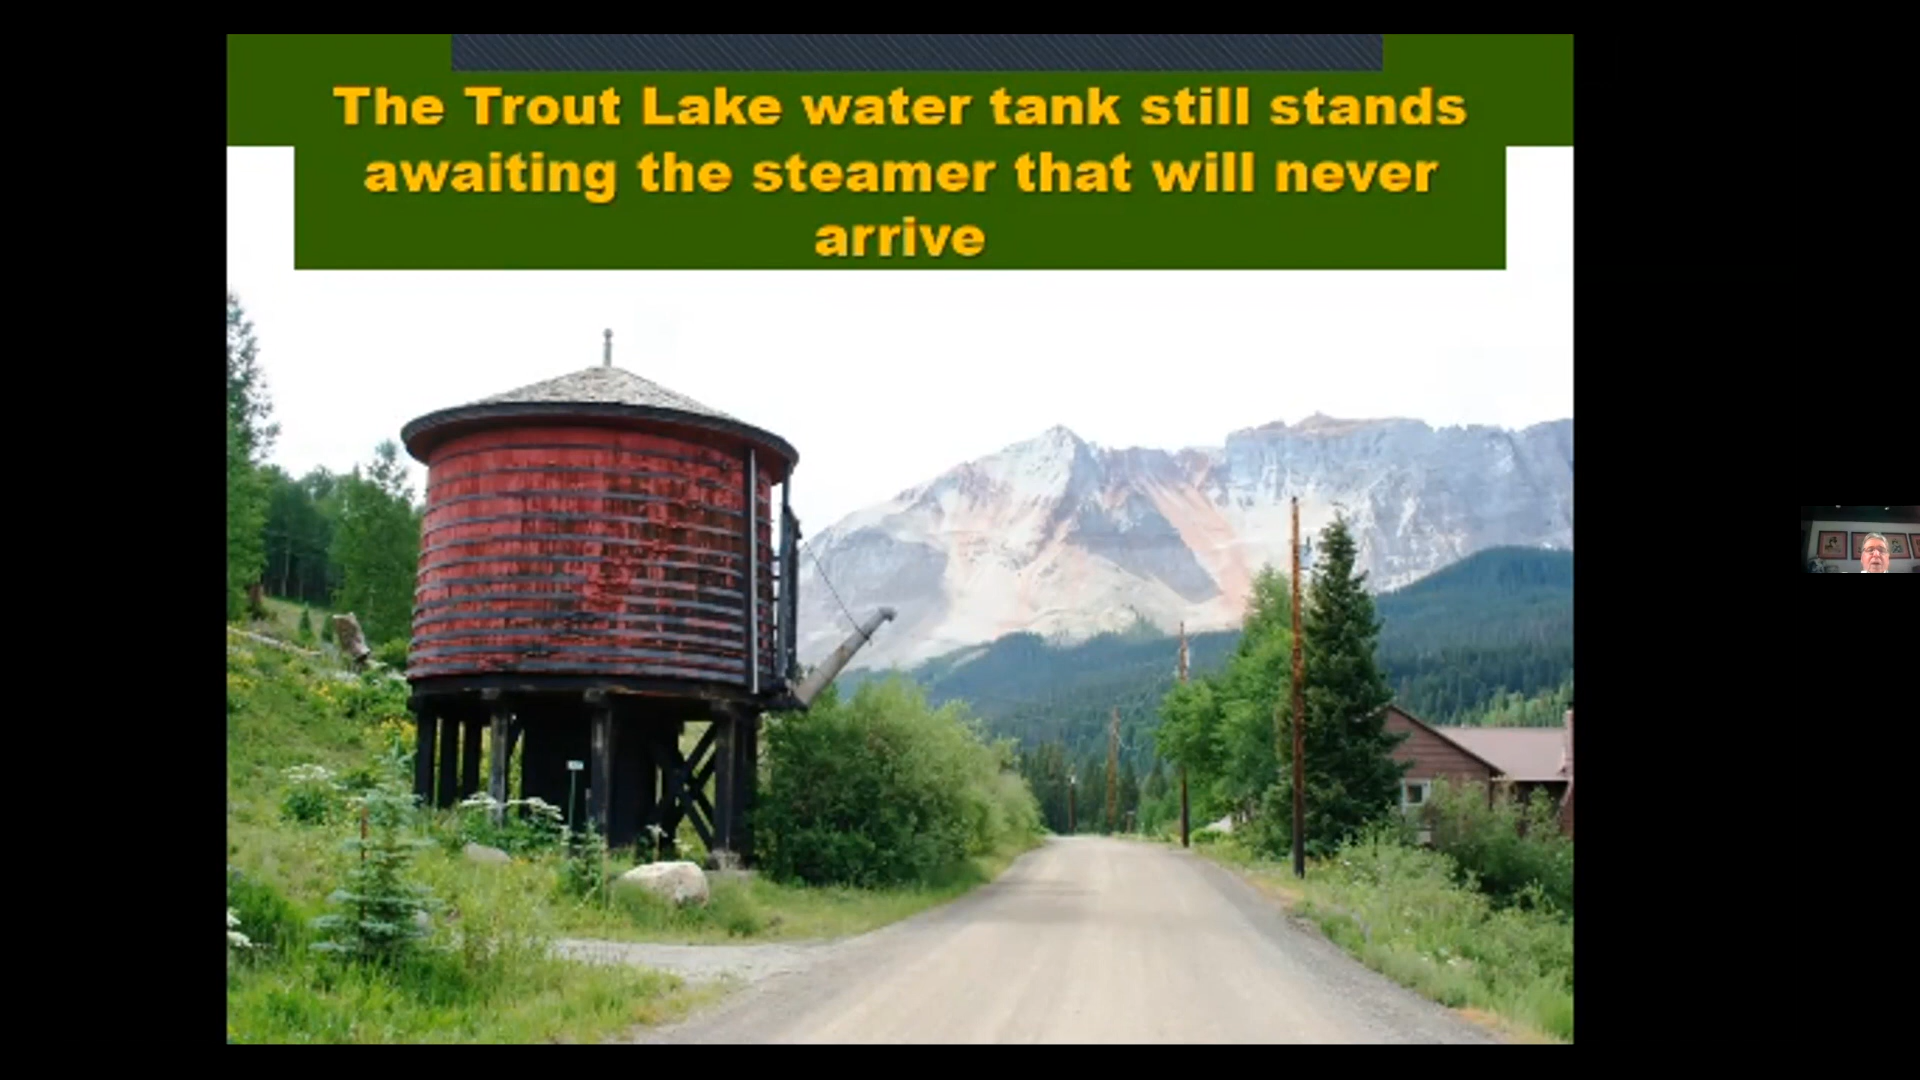 The Trout Lake water tank still stands
awaiting the steamer that will never
arrive